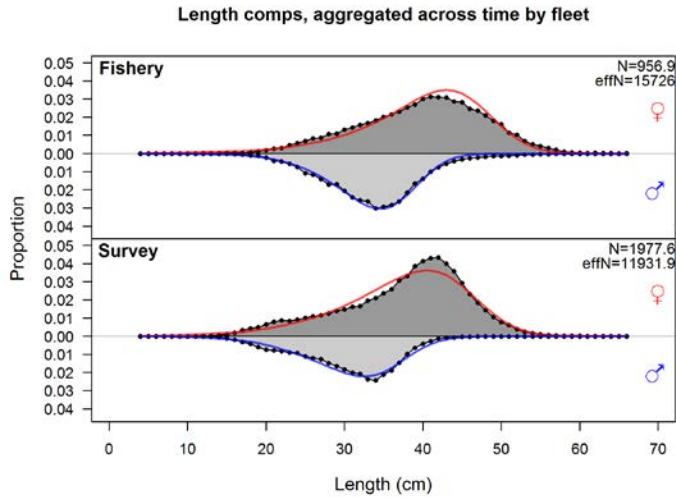 Length comps, aggregated across time by fleet
Fishery
N=956.9
effN=15726
♀
♂
0.05
0.04
0.03
0.02
0.01
0.00
0.01
0.02
0.03
0.04
Survey
N=1977.6
effN=11931.9
♀
♂
0.05
0.04
0.03
0.02
0.01
0.00
0.01
0.02
0.03
0.04
Proportion
0 10 20 30 40 50 60 70
Length (cm)